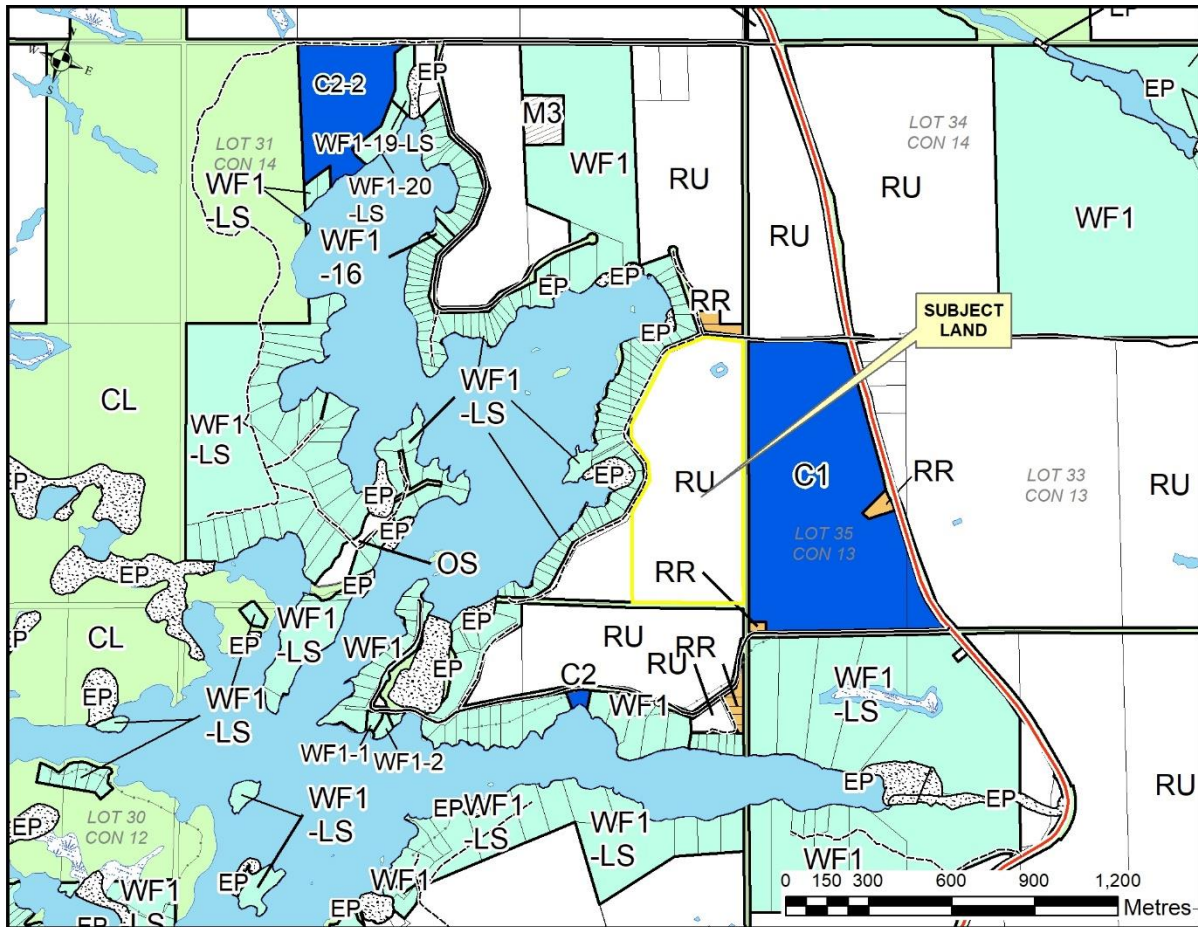 EP
N
W
E
S
C2-2
EP
M3
EP
LOT 31
CON 14
WF1-19-LS
WF1
LOT 34
CON 14
WF1
-LS
WF1-20
-LS
RU
RU
WF1
RU
WF1
-16
EP
EP
RR
SUBJECT
LAND
EP
CL
WF1
-LS
WF1
-LS
EP
RU
C1
RR
LOT 33
CON 13
RU
EP
EP
LOT 35
CON 13
OS
RR
EP
EP
EP
CL
WF1
-LS
EP
WF1
EP
RU
RU
RR
EP
C2
WF1
WF1
-LS
EP
WF1
-LS
WF1-1
WF1-2
EP
EP
RU
WF1
-LS
EP
WF1
-LS
WF1
-LS
LOT 30
CON 12
EP
WF1
WF1
WF1
-LS
EP
0 150 300 600 900 1,200
Metres